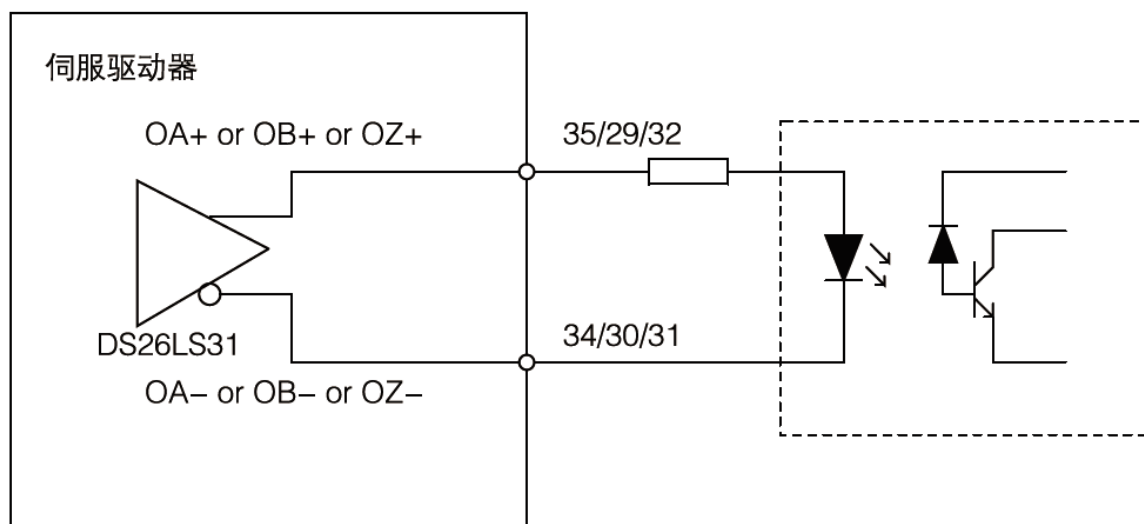 伺服驱动器
OA+ or OB+ or OZ+
35/29/32
DS26LS31
34/30/31
OA− or OB− or OZ−